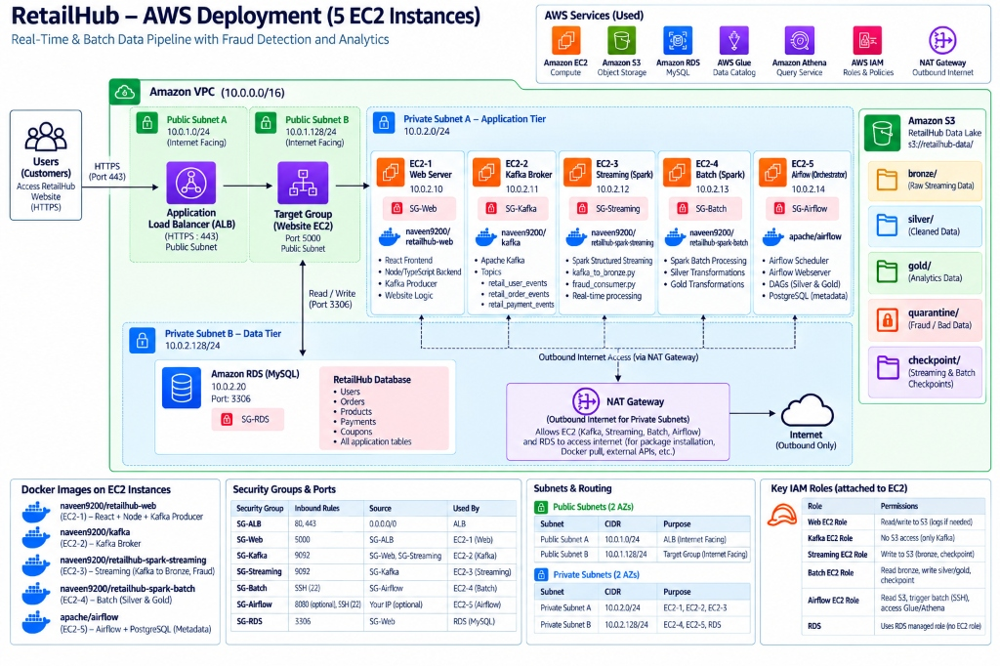 RetailHub – AWS Deployment (5 EC2 Instances)
Real-Time & Batch Data Pipeline with Fraud Detection and Analytics
AWS Services (Used)
Amazon EC2
Compute
Amazon S3
Object Storage
Amazon RDS
MySQL
AWS Glue
Data Catalog
Amazon Athena
Query Service
AWS IAM
Roles & Policies
NAT Gateway
Outbound Internet
Amazon VPC (10.0.0.0/16)
Users
(Customers)
Access RetailHub
Website
(HTTPS)
HTTPS
(Port 443)
Public Subnet A
10.0.1.0/24
(Internet Facing)
Application
Load Balancer (ALB)
(HTTPS : 443)
Public Subnet
Public Subnet B
10.0.1.128/24
(Internet Facing)
Target Group
(Website EC2)
Port 5000
Public Subnet
Read / Write
(Port 3306)
Private Subnet A – Application Tier
10.0.2.0/24
EC2-1
Web Server
10.0.2.10
SG-Web
naveen9200/
retailhub-web
• React Frontend
• Node/TypeScript Backend
• Kafka Producer
• Website Logic
EC2-2
Kafka Broker
10.0.2.11
SG-Kafka
naveen9200/
kafka
• Apache Kafka
• Topics
• retail_user_events
• retail_order_events
• retail_payment_events
EC2-3
Streaming (Spark)
10.0.2.12
SG-Streaming
naveen9200/
retailhub-spark-streaming
• Spark Structured Streaming
• kafka_to_bronze.py
• fraud_consumer.py
• Real-time processing
EC2-4
Batch (Spark)
10.0.2.13
SG-Batch
naveen9200/
retailhub-spark-batch
• Spark Batch Processing
• Silver Transformations
• Gold Transformations
EC2-5
Airflow (Orchestrator)
10.0.2.14
SG-Airflow
apache/airflow
• Airflow Scheduler
• Airflow Webserver
• DAGs (Silver & Gold)
• PostgreSQL (metadata)
Amazon S3
RetailHub Data Lake
s3://retailhub-data/
bronze/
(Raw Streaming Data)
silver/
(Cleaned Data)
gold/
(Analytics Data)
quarantine/
(Fraud / Bad Data)
checkpoint/
(Streaming & Batch
Checkpoints)
Private Subnet B – Data Tier
10.0.2.128/24
Amazon RDS (MySQL)
10.0.2.20
Port: 3306
SG-RDS
RetailHub Database
• Users
• Orders
• Products
• Payments
• Coupons
• All application tables
Outbound Internet Access (via NAT Gateway)
NAT Gateway
(Outbound Internet for Private Subnets)
Allows EC2 (Kafka, Streaming, Batch, Airflow)
and RDS to access internet (for package installation,
Docker pull, external APIs, etc.)
Internet
(Outbound Only)
Docker Images on EC2 Instances
naveen9200/retailhub-web
(EC2-1) – React + Node + Kafka Producer
naveen9200/kafka
(EC2-2) – Kafka Broker
naveen9200/retailhub-spark-streaming
(EC2-3) – Streaming (Kafka to Bronze, Fraud)
naveen9200/retailhub-spark-batch
(EC2-4) – Batch (Silver & Gold)
apache/airflow
(EC2-5) – Airflow + PostgreSQL (Metadata)
Security Groups & Ports
Security Group Inbound Rules Source Used By
SG-ALB 80, 443 0.0.0.0/0 ALB
SG-Web 5000 SG-ALB EC2-1 (Web)
SG-Kafka 9092 SG-Web, SG-Streaming EC2-2 (Kafka)
SG-Streaming 9092 SG-Kafka EC2-3 (Streaming)
SG-Batch SSH (22) SG-Airflow EC2-4 (Batch)
SG-Airflow 8080 (optional), SSH (22) Your IP (optional) EC2-5 (Airflow)
SG-RDS 3306 SG-Web RDS (MySQL)
Subnets & Routing
Public Subnets (2 AZs)
Subnet CIDR Purpose
Public Subnet A 10.0.1.0/24 ALB (Internet Facing)
Public Subnet B 10.0.1.128/24 Target Group (Internet Facing)
Private Subnets (2 AZs)
Subnet CIDR Purpose
Private Subnet A 10.0.2.0/24 EC2-1, EC2-2, EC2-3
Private Subnet B 10.0.2.128/24 EC2-4, EC2-5, RDS
Key IAM Roles (attached to EC2)
Role Permissions
Web EC2 Role Read/write to S3 (logs if needed)
Kafka EC2 Role No S3 access (only Kafka)
Streaming EC2 Role Write to S3 (bronze, checkpoint)
Batch EC2 Role Read bronze, write silver/gold,
checkpoint
Airflow EC2 Role Read S3, trigger batch (SSH),
access Glue/Athena
RDS Uses RDS managed role (no EC2 role)